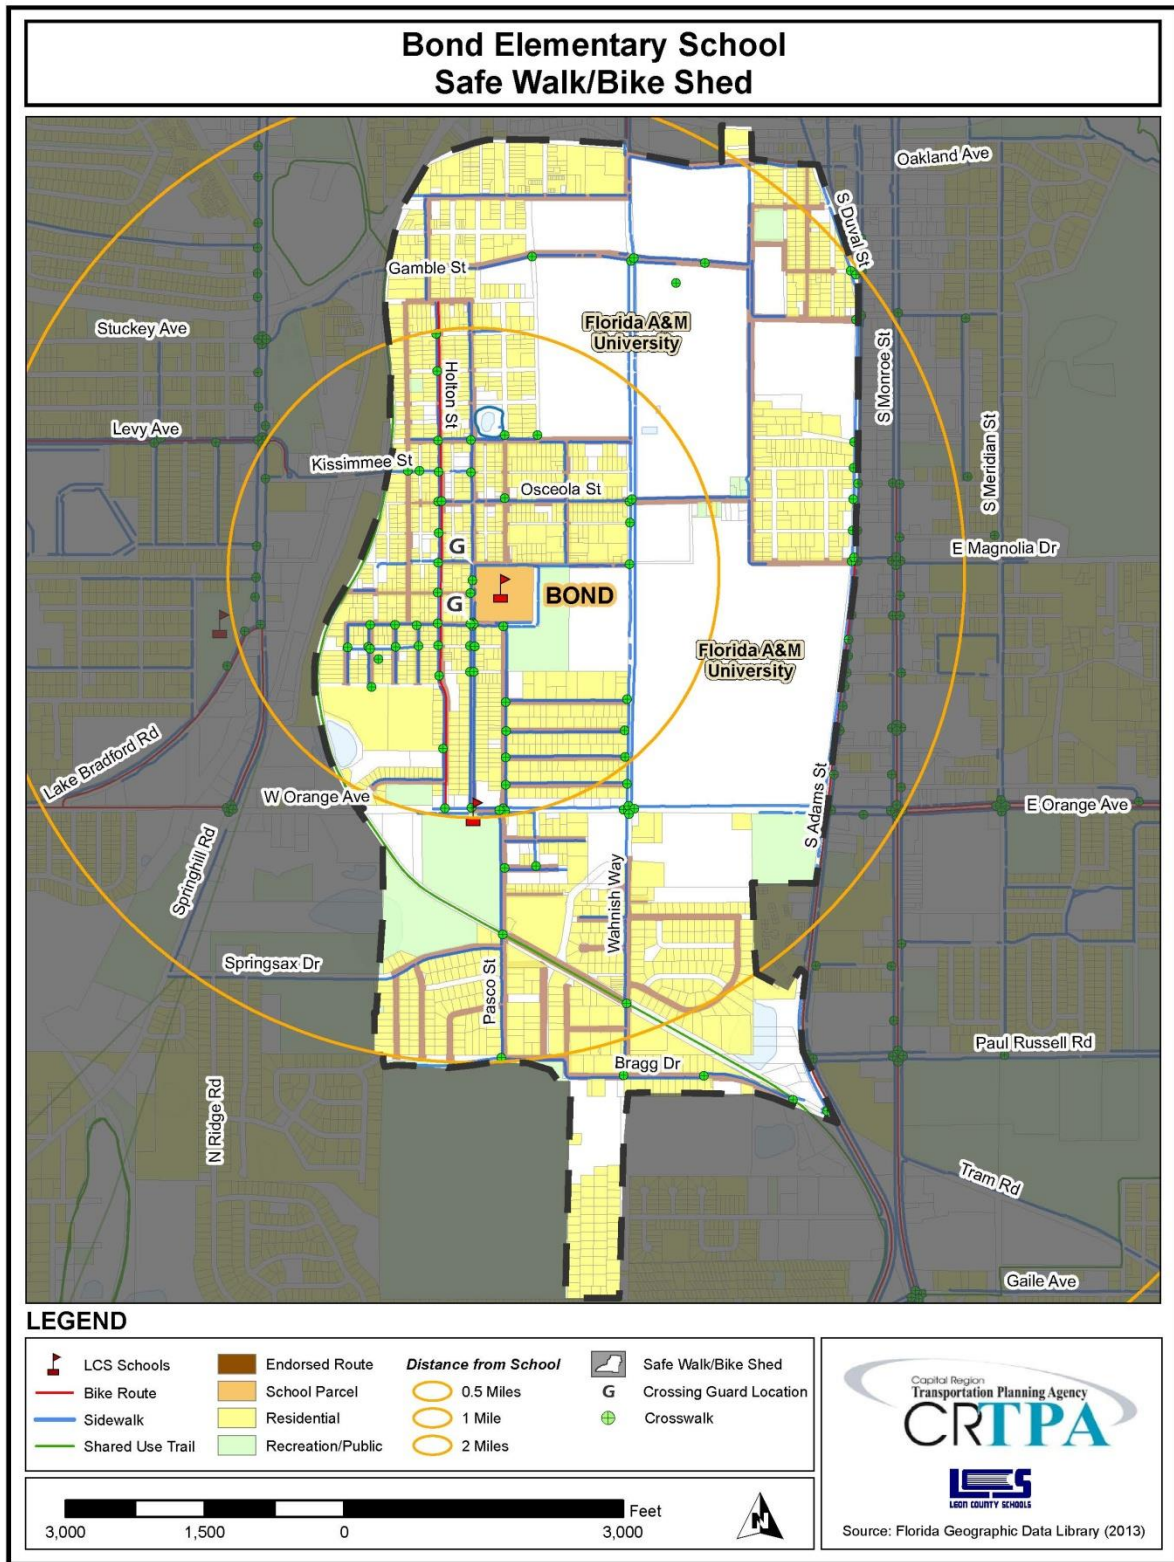 Bond Elementary School
Safe Walk/Bike Shed
Oakland Ave
S Duval St
Gamble St
Stuckey Ave
Florida A&M
University
Holton St
S Monroe St
Levy Ave
S Meridian St
Kissimmee St
Osceola St
G
E Magnolia Dr
G
BOND
Florida A&M
University
Lake Bradford Rd
W Orange Ave
S Adams St
E Orange Ave
Springhill Rd
Wahnish Way
Springsax Dr
Pasco St
Paul Russell Rd
Bragg Dr
N Ridge Rd
Tram Rd
Gaile Ave
LEGEND
LCS Schools
Bike Route
Sidewalk
Shared Use Trail
Endorsed Route
School Parcel
Residential
Recreation/Public
Distance from School
0.5 Miles
1 Mile
2 Miles
Safe Walk/Bike Shed
G Crossing Guard Location
Crosswalk
Capital Region
Transportation Planning Agency
CRTPA
LCS
LEON COUNTY SCHOOLS
Source: Florida Geographic Data Library (2013)
Feet
3,000 1,500 0 3,000
N